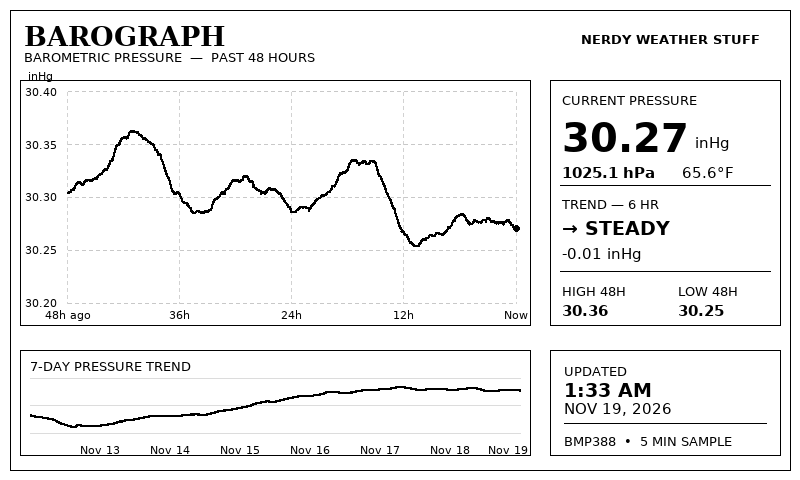 BAROGRAPH
BAROMETRIC PRESSURE — PAST 48 HOURS
NERDY WEATHER STUFF
inHg
30.40
30.35
30.30
30.25
30.20
48h ago 36h 24h 12h Now
CURRENT PRESSURE
30.27 inHg
1025.1 hPa 65.6°F
TREND — 6 HR
→ STEADY
-0.01 inHg
HIGH 48H LOW 48H
30.36 30.25
7-DAY PRESSURE TREND
Nov 13 Nov 14 Nov 15 Nov 16 Nov 17 Nov 18 Nov 19
UPDATED
1:33 AM
NOV 19, 2026
BMP388 • 5 MIN SAMPLE